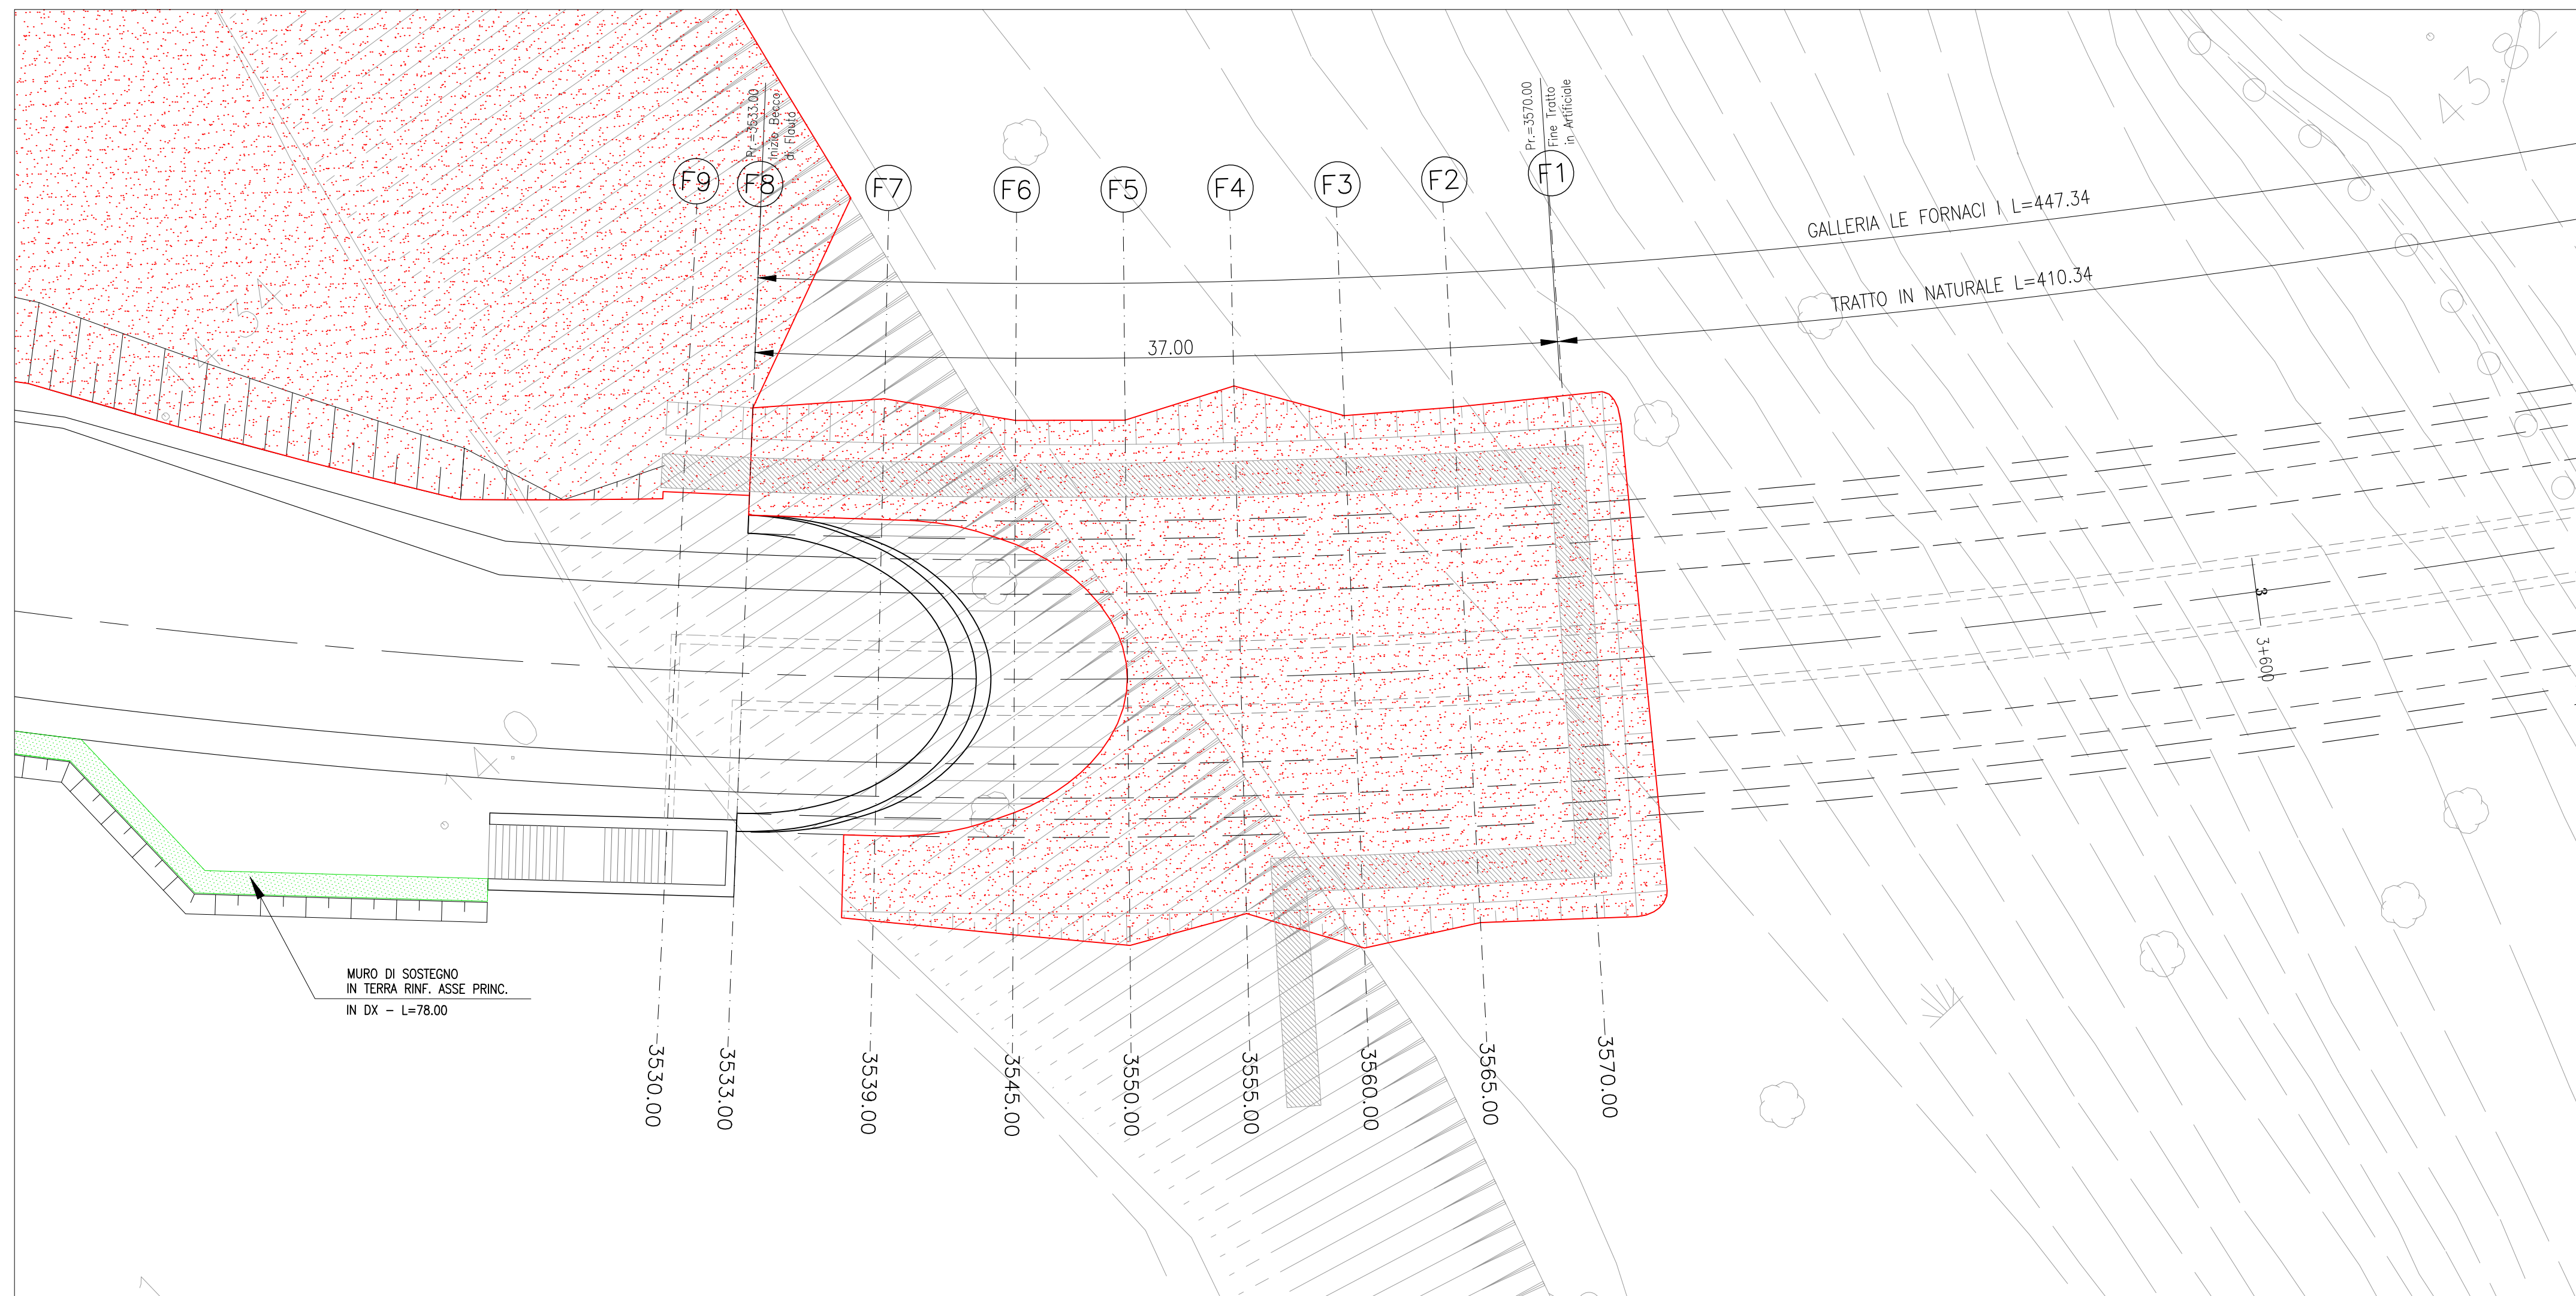 Pr.=3533.00
Inizio Becco
di Flauto
Pr.=3570.00
Fine Tratto
in Artificiale
F9
F8
F7
F6
F5
F4
F3
F2
F1
GALLERIA LE FORNACI I L=447.34
TRATTO IN NATURALE L=410.34
37.00
3
3+600
MURO DI SOSTEGNO
IN TERRA RINF. ASSE PRINC.
IN DX - L=78.00
3530.00
3533.00
3539.00
3545.00
3550.00
3555.00
3560.00
3565.00
3570.00